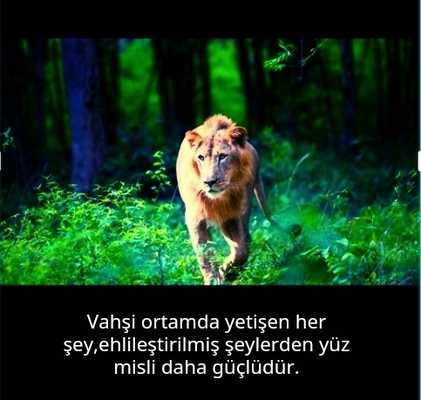 Vahşi ortamda yetişen her
şey,ehlileştirilmiş şeylerden yüz
misli daha güçlüdür.